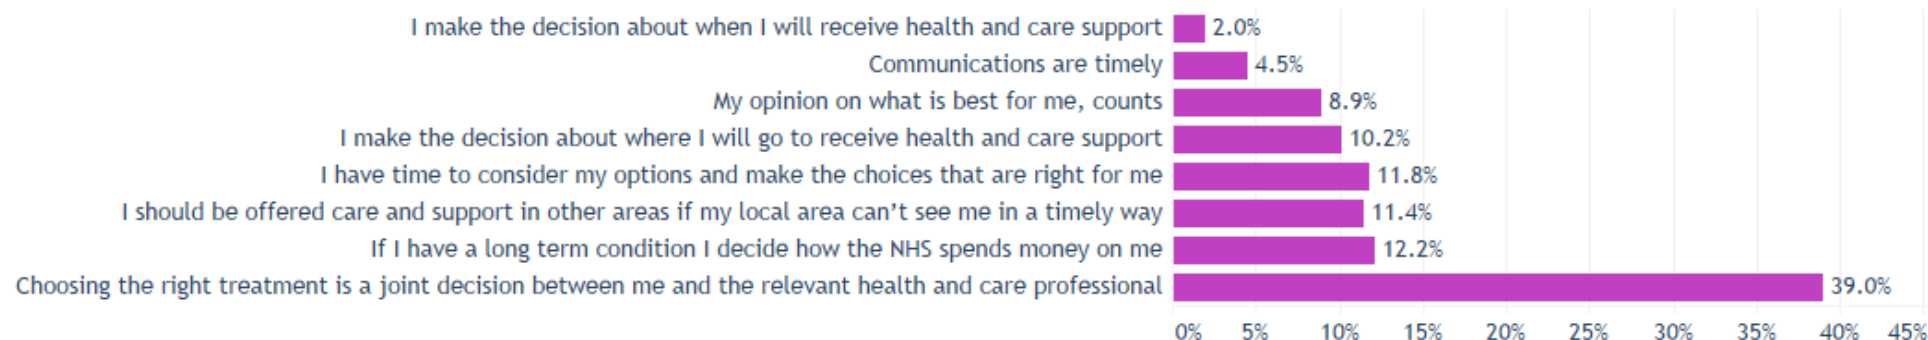 I make the decision about when I will receive health and care support 2.0%
Communications are timely 4.5%
My opinion on what is best for me, counts 8.9%
I make the decision about where I will go to receive health and care support 10.2%
I have time to consider my options and make the choices that are right for me 11.8%
I should be offered care and support in other areas if my local area can’t see me in a timely way 11.4%
If I have a long term condition I decide how the NHS spends money on me 12.2%
Choosing the right treatment is a joint decision between me and the relevant health and care professional 39.0%
0% 5% 10% 15% 20% 25% 30% 35% 40% 45%